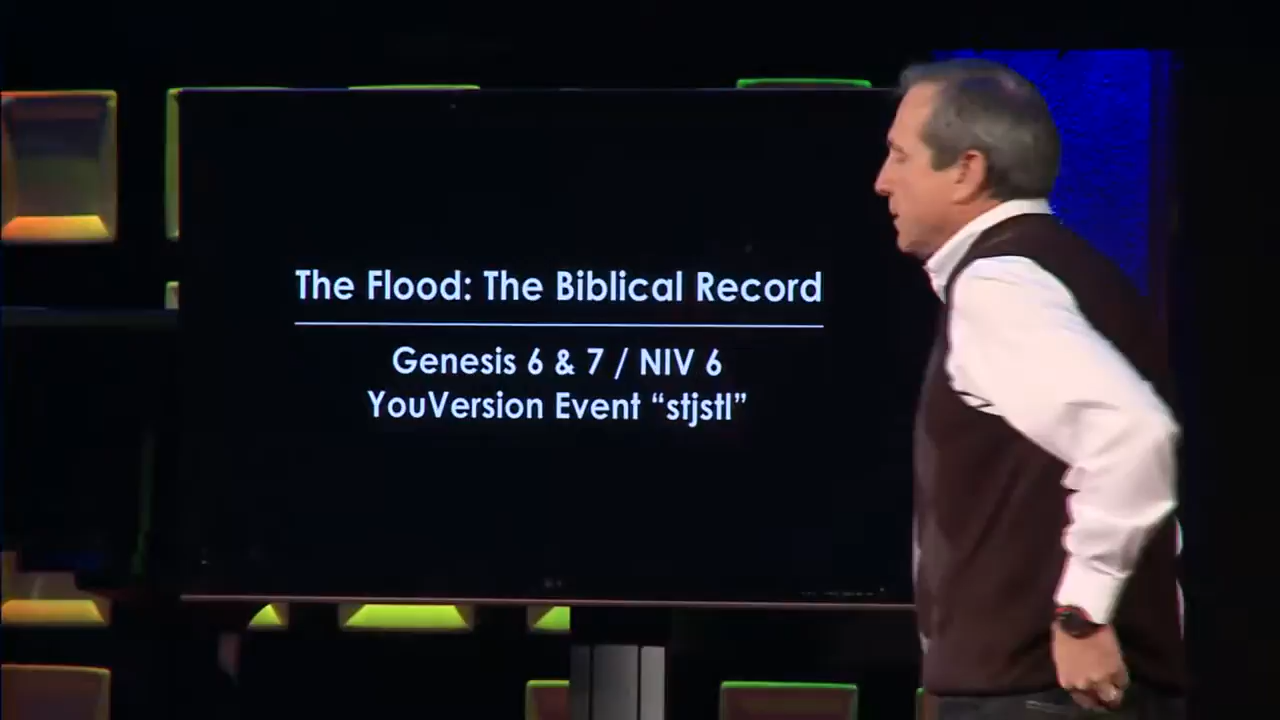 The Flood: The Biblical Record
Genesis 6 & 7 / NIV 6
YouVersion Event “stjstl”